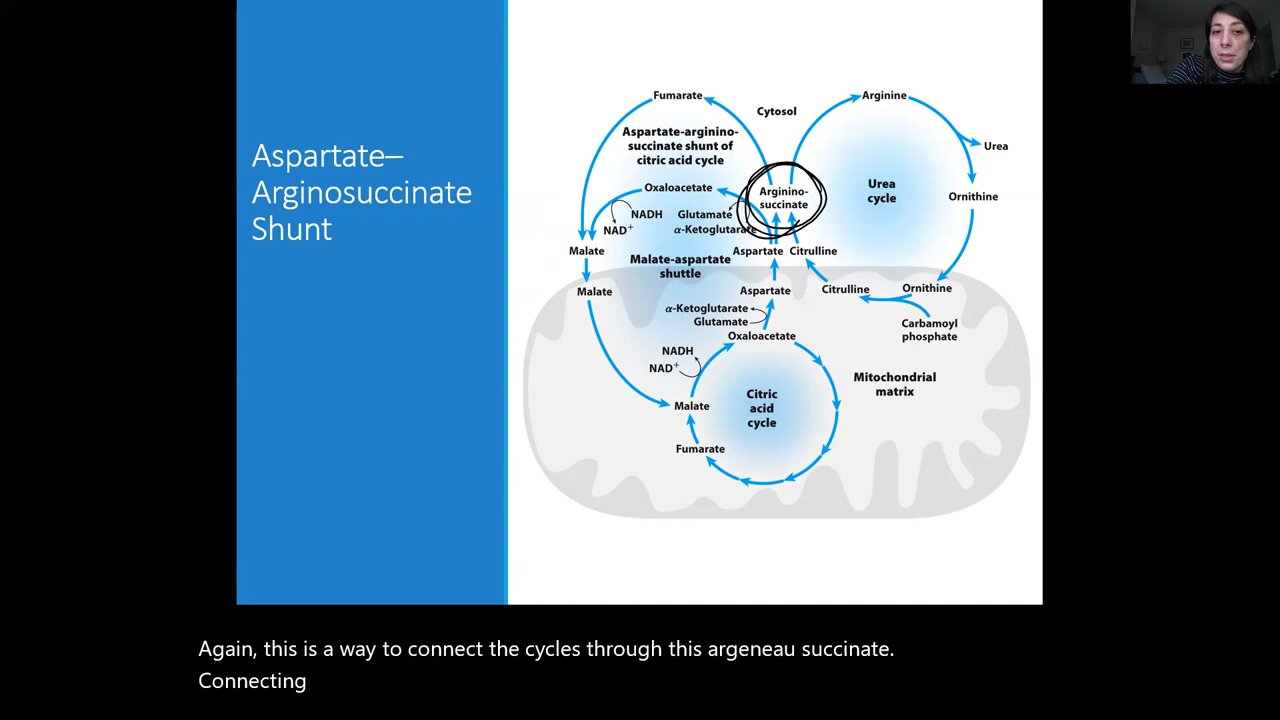 Aspartate–
Arginosuccinate
Shunt
Fumarate
Cytosol
Arginine
Aspartate-arginino-
succinate shunt of
citric acid cycle
Urea
Oxaloacetate
Arginino-
succinate
Urea
cycle
Ornithine
NADH
Glutamate
NAD+
α-Ketoglutarate
Malate
Malate-aspartate
shuttle
Aspartate
Citrulline
Malate
Aspartate
Citrulline
Ornithine
α-Ketoglutarate
Glutamate
Carbamoyl
phosphate
Oxaloacetate
NADH
NAD+
Mitochondrial
matrix
Malate
Citric
acid
cycle
Fumarate
Again, this is a way to connect the cycles through this argeneau succinate.
Connecting